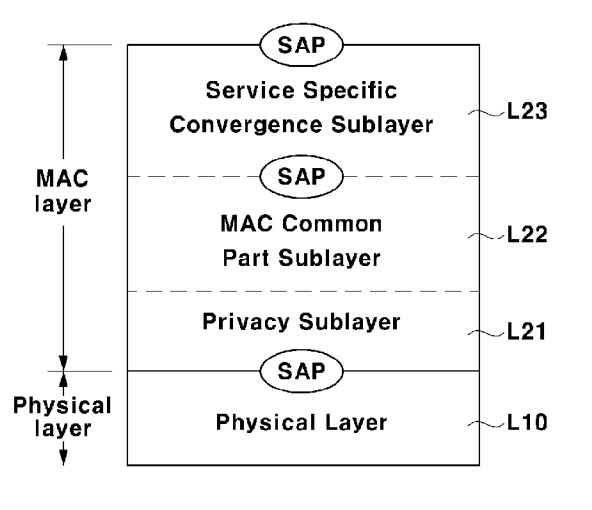 SAP
Service Specific
Convergence Sublayer
L23
MAC
layer
SAP
MAC Common
Part Sublayer
L22
Privacy Sublayer
L21
SAP
Physical
layer
Physical Layer
L10